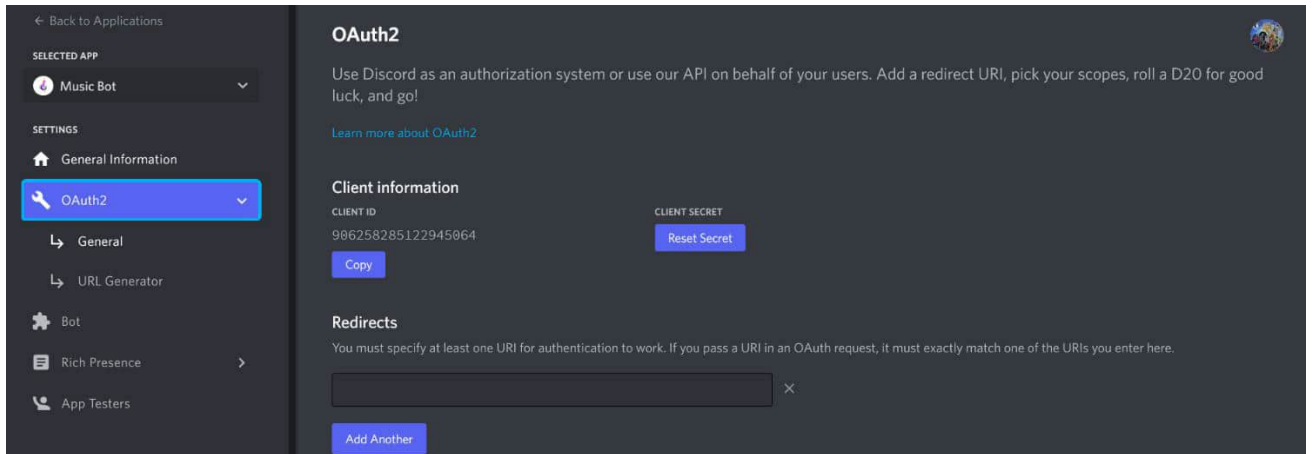 ← Back to Applications
SELECTED APP
Music Bot
SETTINGS
General Information
OAuth2
General
URL Generator
Bot
Rich Presence
App Testers
OAuth2
Use Discord as an authorization system or use our API on behalf of your users. Add a redirect URI, pick your scopes, roll a D20 for good
luck, and go!
Learn more about OAuth2
Client information
CLIENT ID
CLIENT SECRET
906258285122945064
Reset Secret
Copy
Redirects
You must specify at least one URI for authentication to work. If you pass a URI in an OAuth request, it must exactly match one of the URIs you enter here.
Add Another